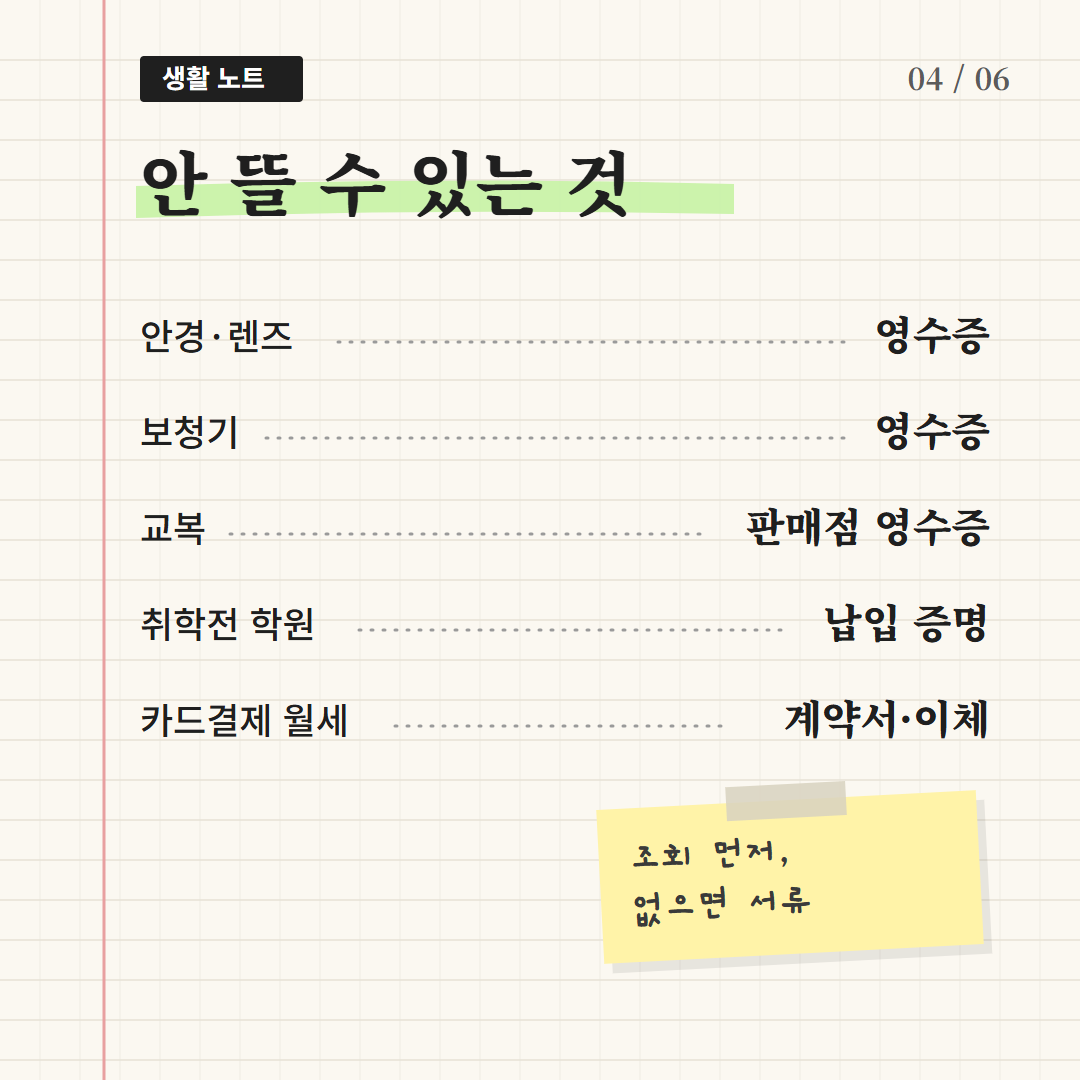 생활 노트
04 / 06
안 뜰 수 있는 것
안경·렌즈 영수증
보청기 영수증
교복 판매점 영수증
취학전 학원 납입 증명
카드결제 월세 계약서·이체
조회 먼저,
없으면 서류